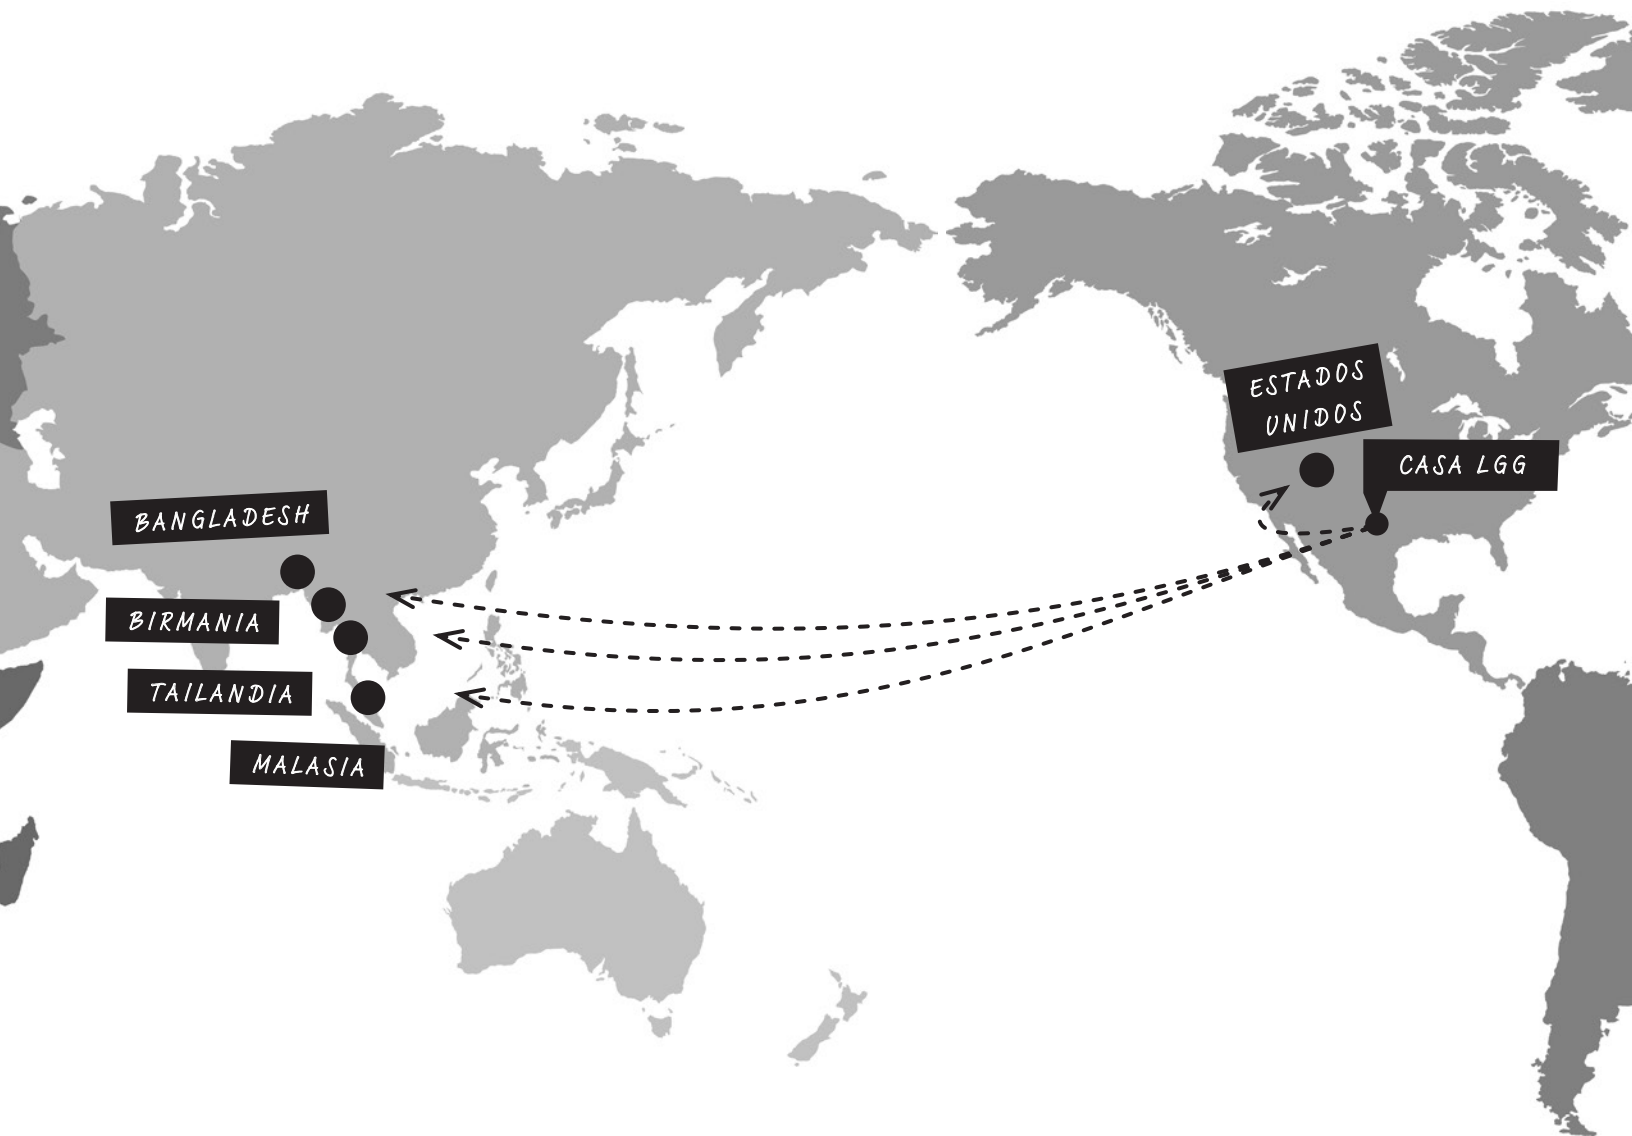 ESTADOS
UNIDOS
CASA LGG
BANGLADESH
BIRMANIA
TAILANDIA
MALASIA